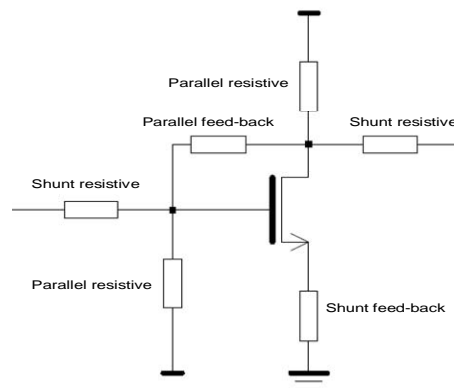 Parallel resistive
Parallel feed-back
Shunt resistive
Shunt resistive
Parallel resistive
Shunt feed-back